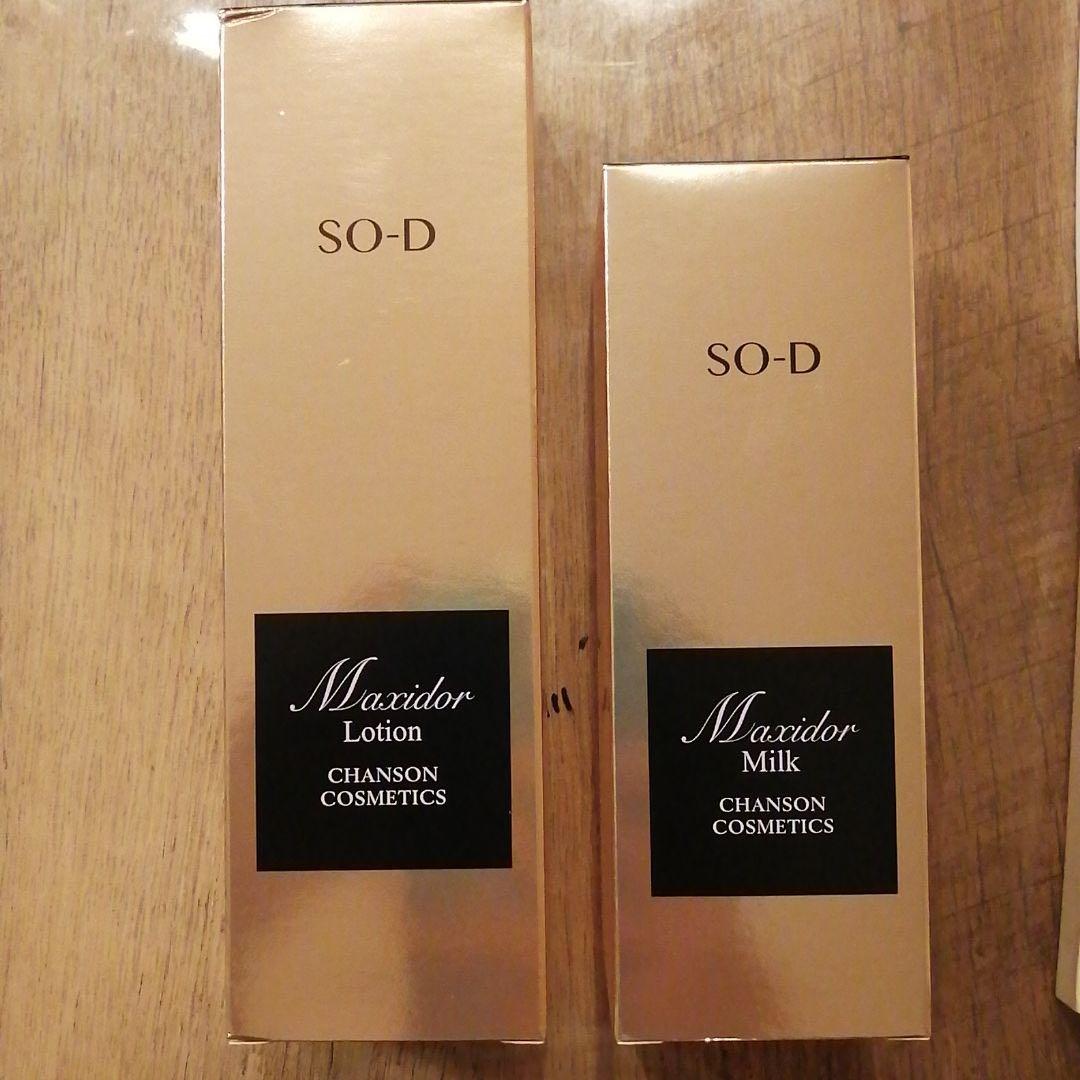 SO-D
Maxidor
Lotion
CHANSON
COSMETICS
SO-D
Maxidor
Milk
CHANSON
COSMETICS